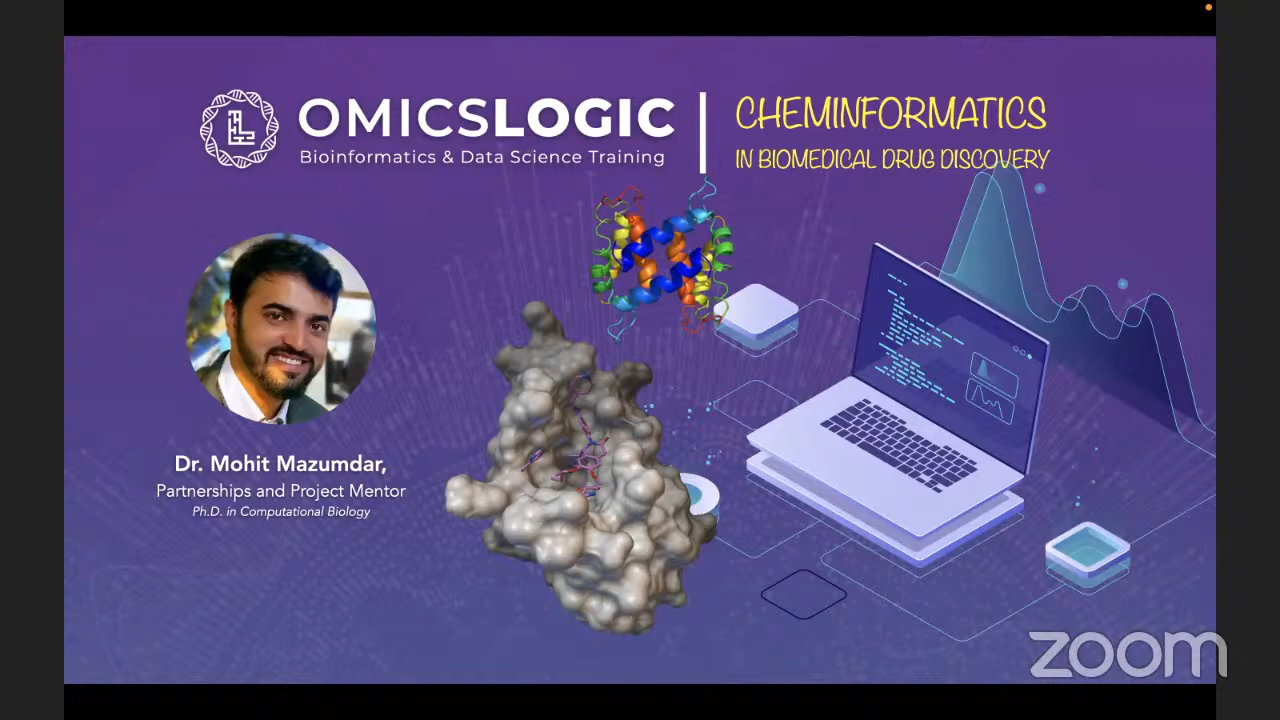 OMICSLOGIC
Bioinformatics & Data Science Training
CHEMINFORMATICS
IN BIOMEDICAL DRUG DISCOVERY
Dr. Mohit Mazumdar,
Partnerships and Project Mentor
Ph.D. in Computational Biology
zoom